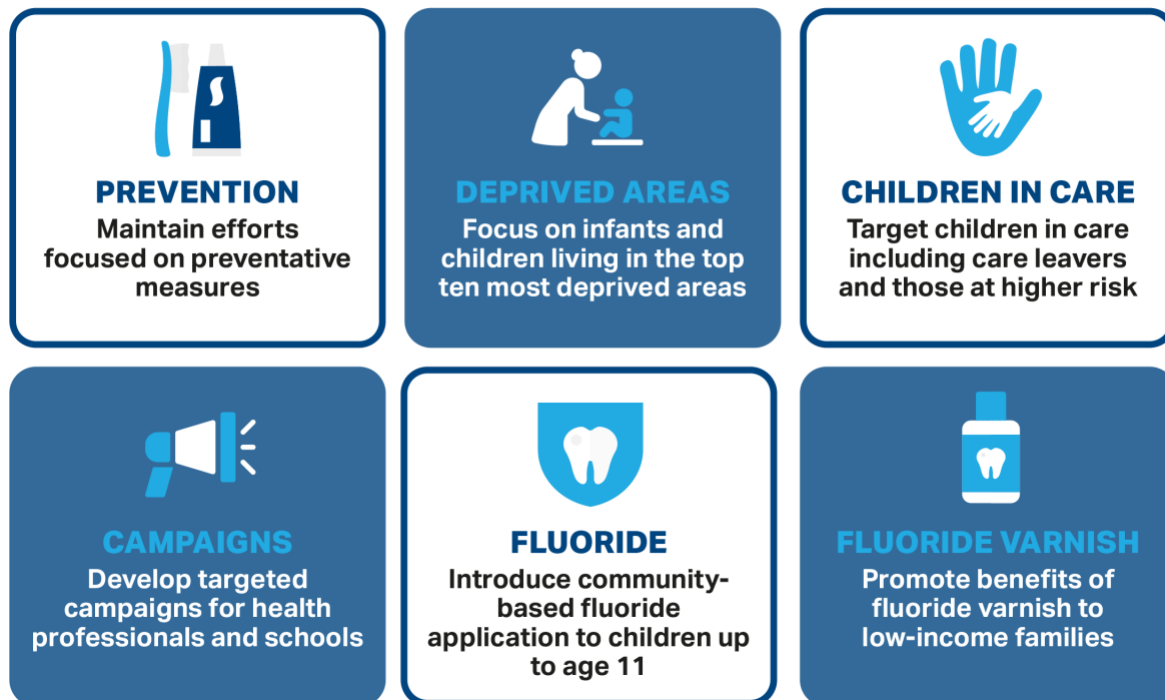 PREVENTION
Maintain efforts
focused on preventative
measures
DEPRIVED AREAS
Focus on infants and
children living in the top
ten most deprived areas
CHILDREN IN CARE
Target children in care
including care leavers
and those at higher risk
CAMPAIGNS
Develop targeted
campaigns for health
professionals and schools
FLUORIDE
Introduce community-
based fluoride
application to children up
to age 11
FLUORIDE VARNISH
Promote benefits of
fluoride varnish to
low-income families